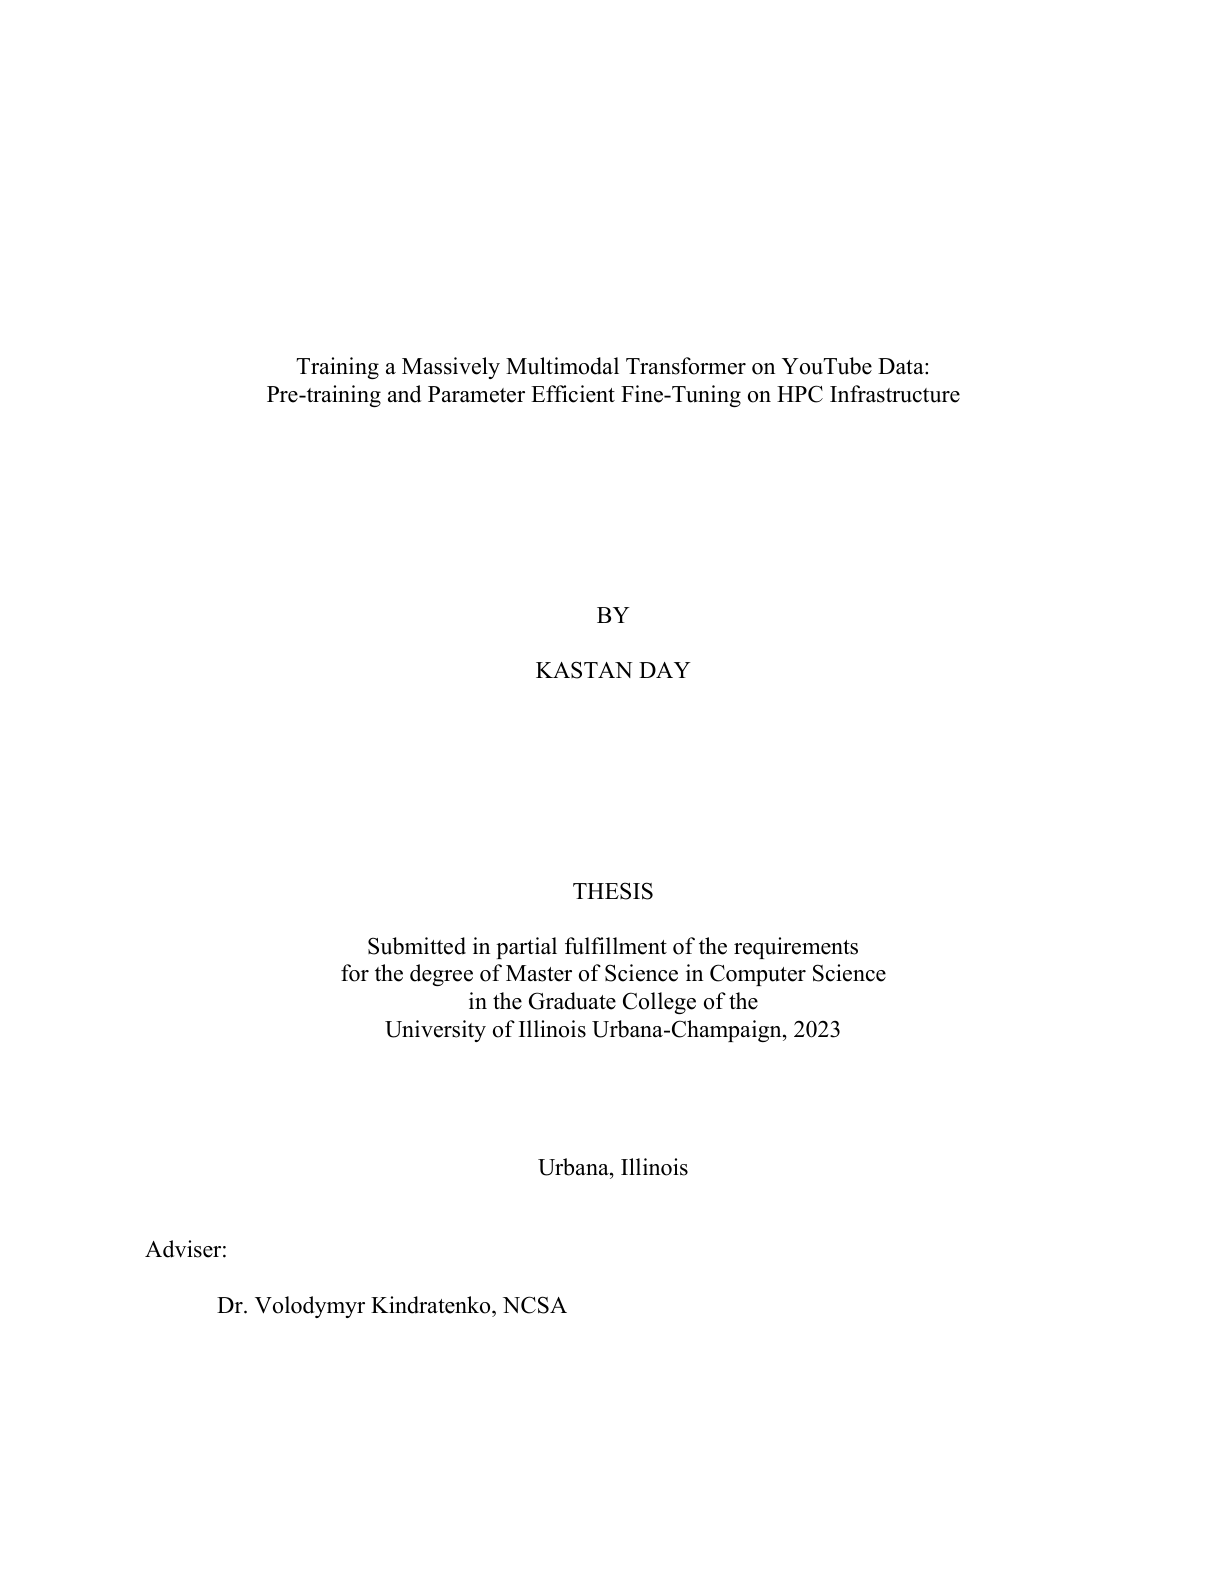 Training a Massively Multimodal Transformer on YouTube Data:
Pre-training and Parameter Efficient Fine-Tuning on HPC Infrastructure
BY
KASTAN DAY
THESIS
Submitted in partial fulfillment of the requirements
for the degree of Master of Science in Computer Science
in the Graduate College of the
University of Illinois Urbana-Champaign, 2023
Urbana, Illinois
Adviser:
Dr. Volodymyr Kindratenko, NCSA